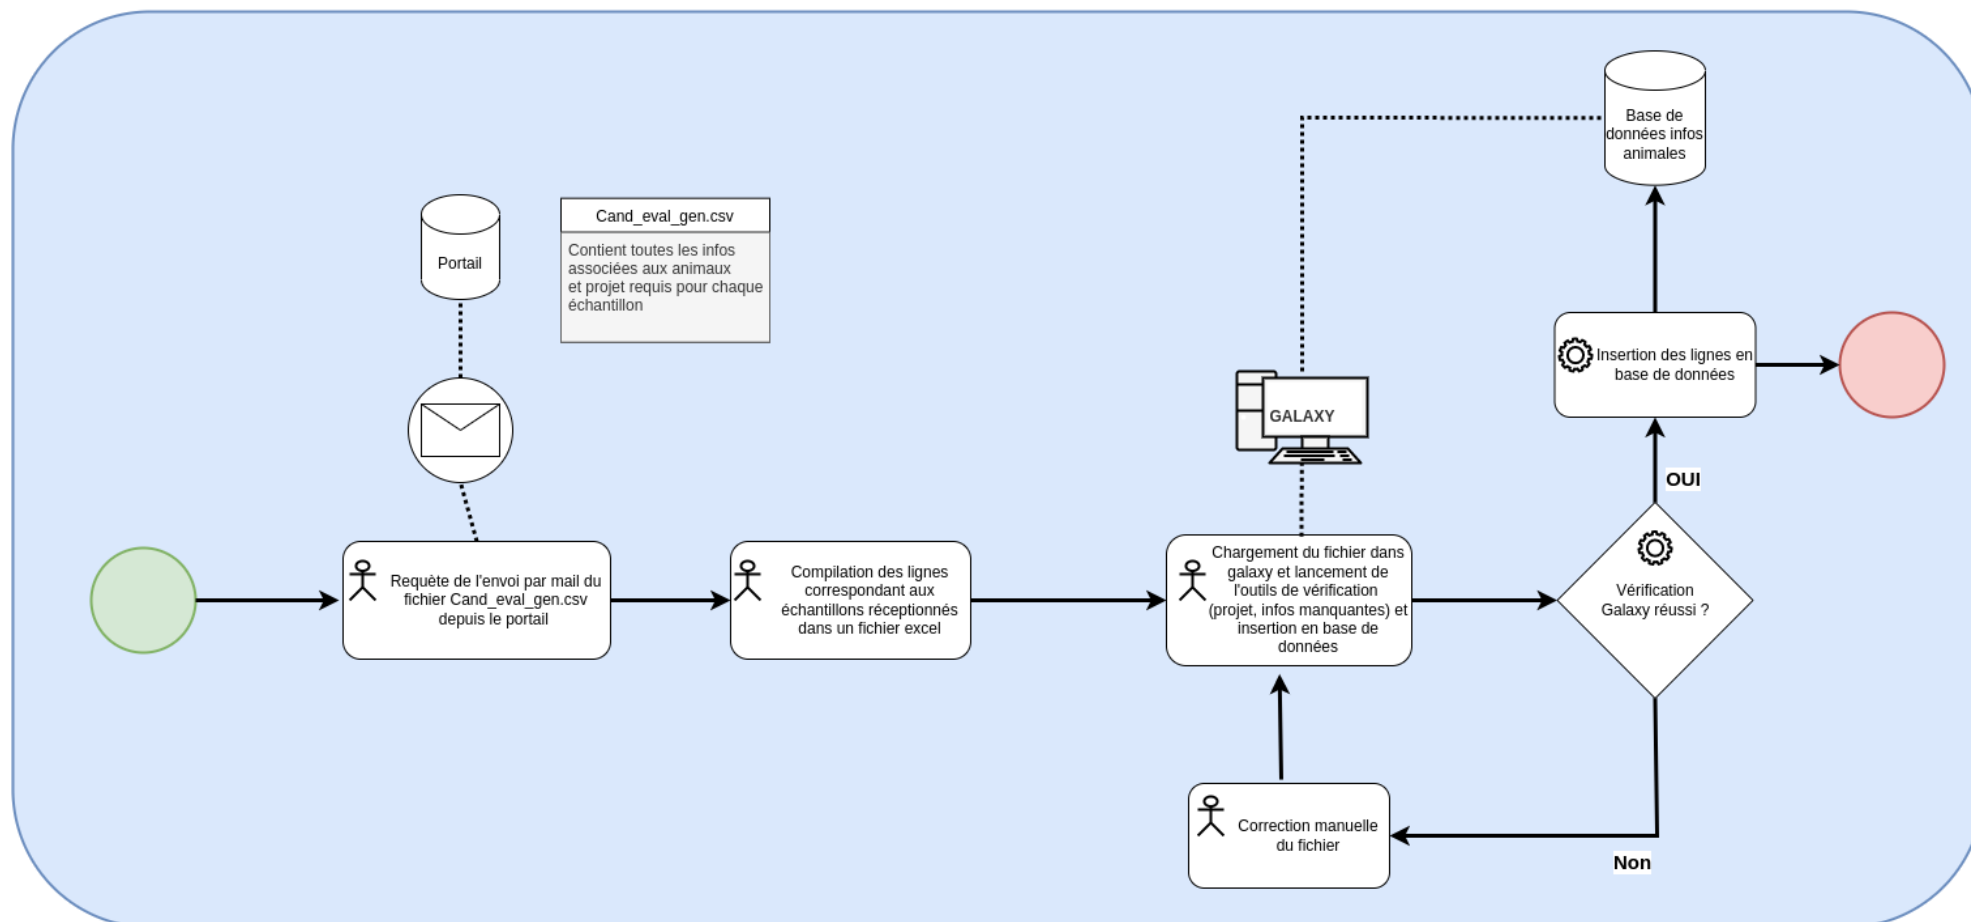 Base de
données infos
animales
Cand_eval_gen.csv
Contient toutes les infos
associées aux animaux
et projet requis pour chaque
échantillon
Portail
GALAXY
Insertion des lignes en
base de données
OUI
Requète de l'envoi par mail du
fichier Cand_eval_gen.csv
depuis le portail
Compilation des lignes
correspondant aux
échantillons réceptionnés
dans un fichier excel
Chargement du fichier dans
galaxy et lancement de
l'outils de vérification
(projet, infos manquantes) et
insertion en base de
données
Vérification
Galaxy réussi ?
Correction manuelle
du fichier
Non